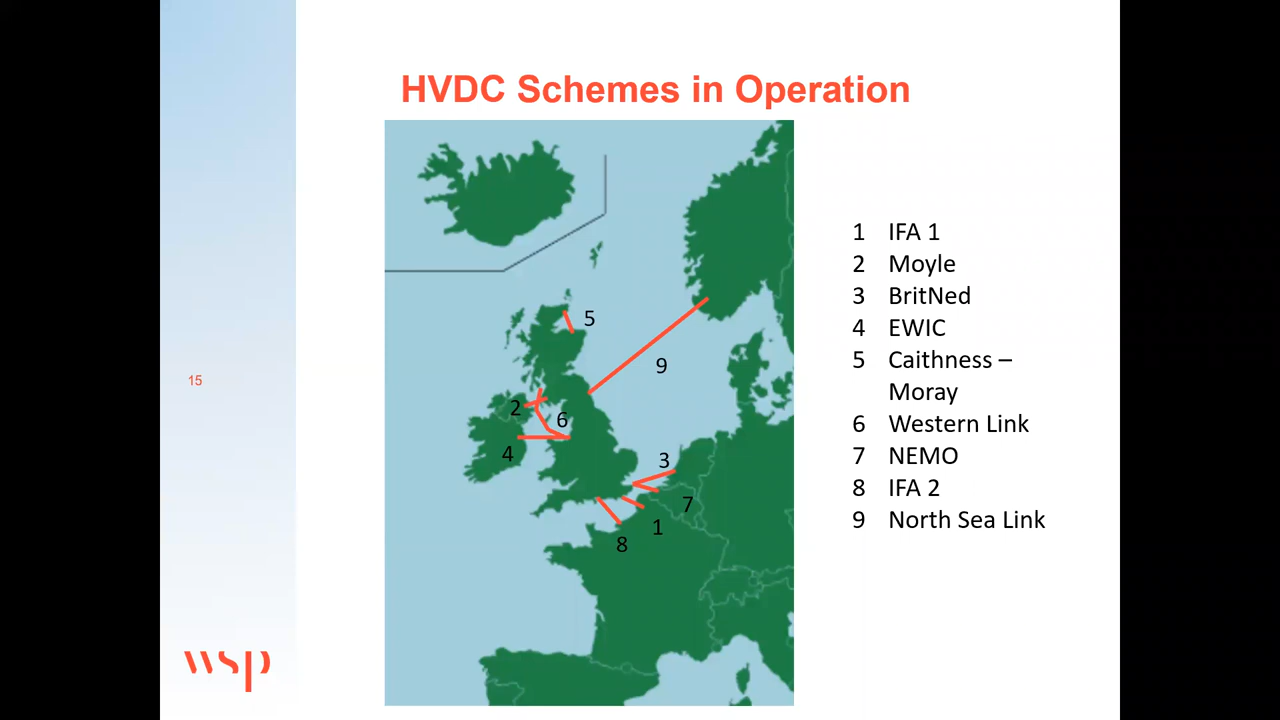 HVDC Schemes in Operation
5
9
2
6
4
3
7
1
8
1 IFA 1
2 Moyle
3 BritNed
4 EWIC
5 Caithness –
Moray
6 Western Link
7 NEMO
8 IFA 2
9 North Sea Link
15
wsp